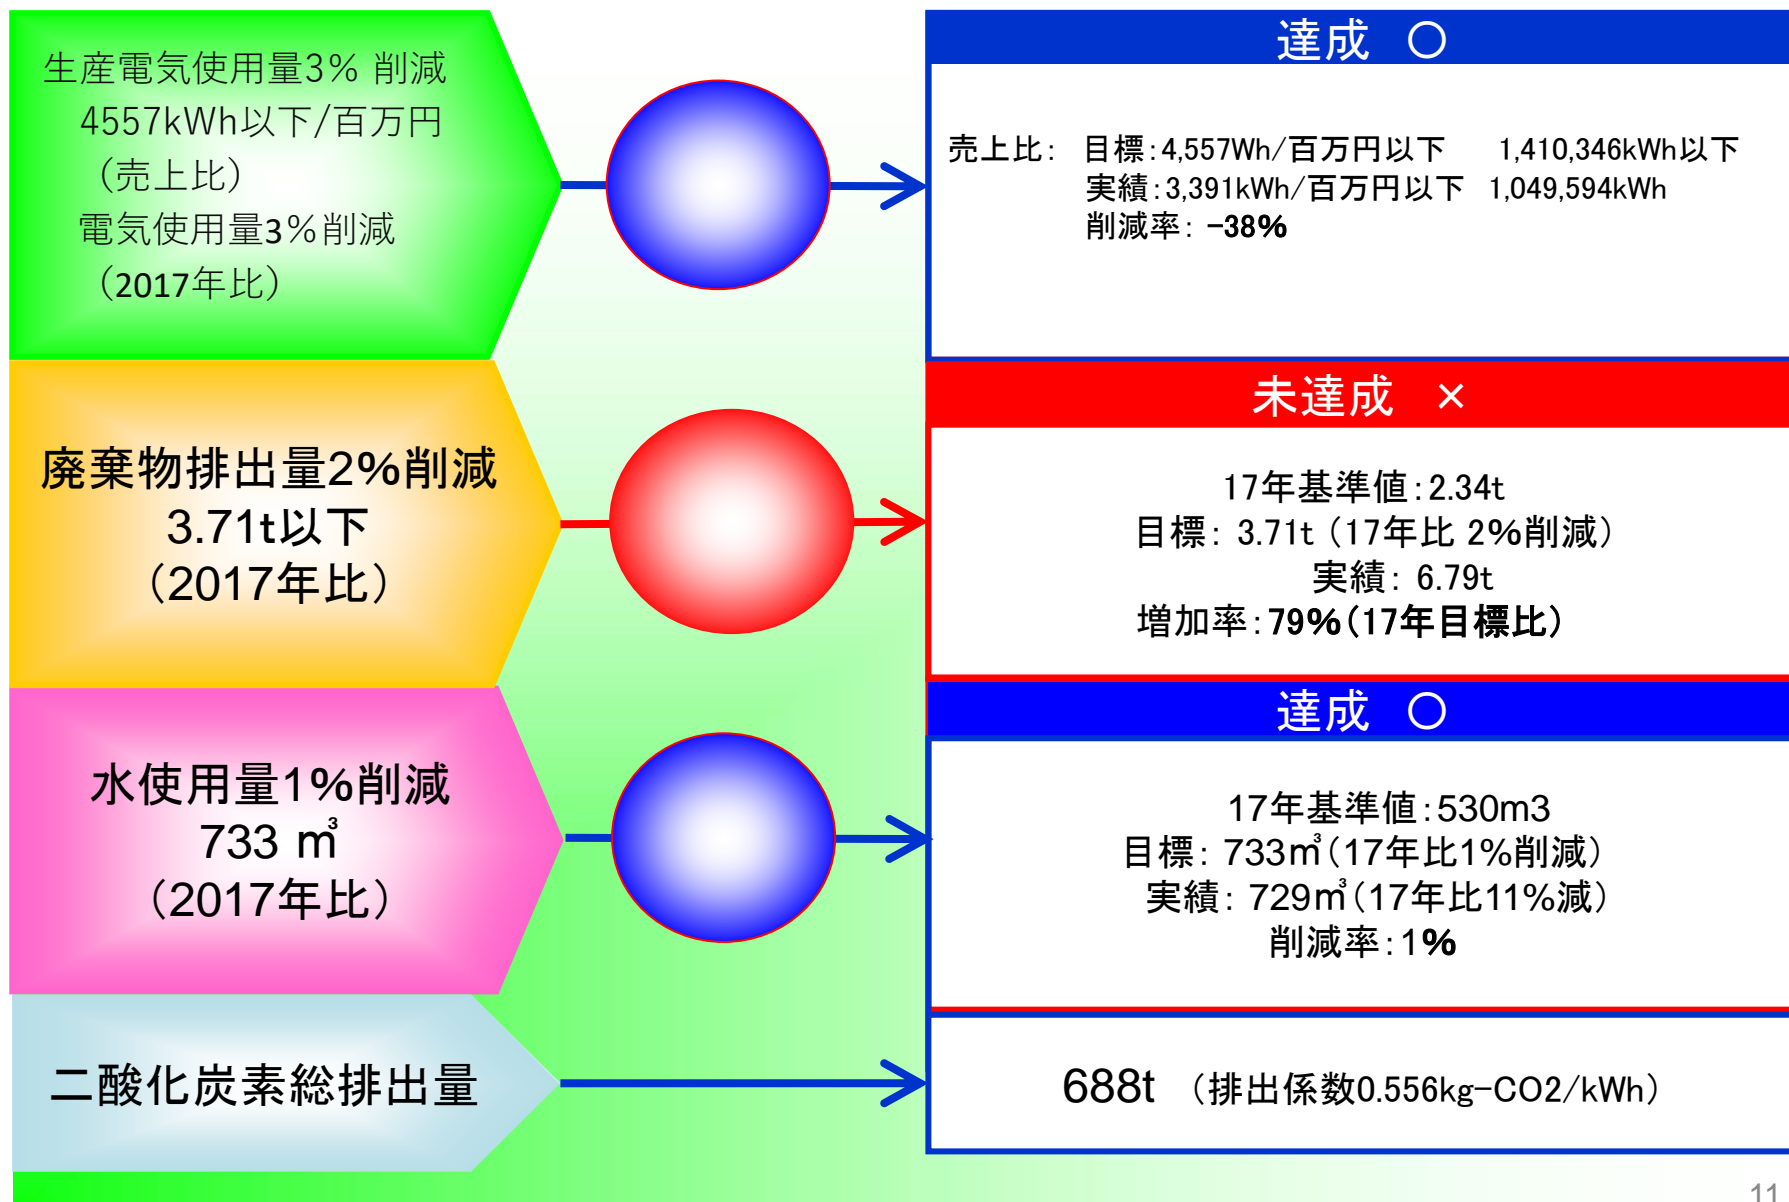 生産電気使用量3% 削減
4557kWh以下/百万円
（売上比）
電気使用量3%削減
（2017年比）
達成 ○
売上比： 目標：4,557Wh/百万円以下 1,410,346kWh以下
実績：3,391kWh/百万円以下 1,049,594kWh
削減率： -38%
廃棄物排出量2%削減
3.71t以下
（2017年比）
未達成 ×
17年基準値：2.34t
目標： 3.71t（17年比 2%削減）
実績： 6.79t
増加率：79%（17年目標比）
水使用量1%削減
733 ㎥
（2017年比）
達成 ○
17年基準値：530m3
目標： 733㎥（17年比1%削減）
実績： 729㎥（17年比11%減）
削減率：1%
二酸化炭素総排出量
688t （排出係数0.556kg-CO2/kWh）
11